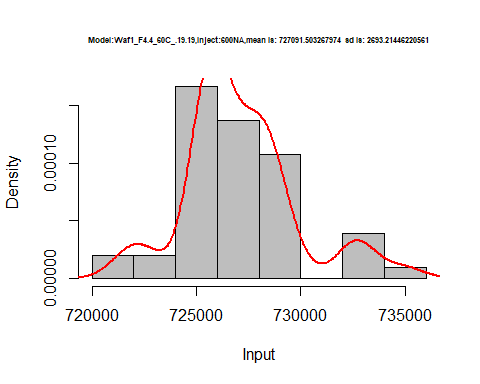 Model:Waf1_F4.4_60C_.19.19,Inject:600NA,mean is: 727091.503267974 sd is: 2693.21446220561
Density
0.00010
0.00000
720000 725000 730000 735000
Input